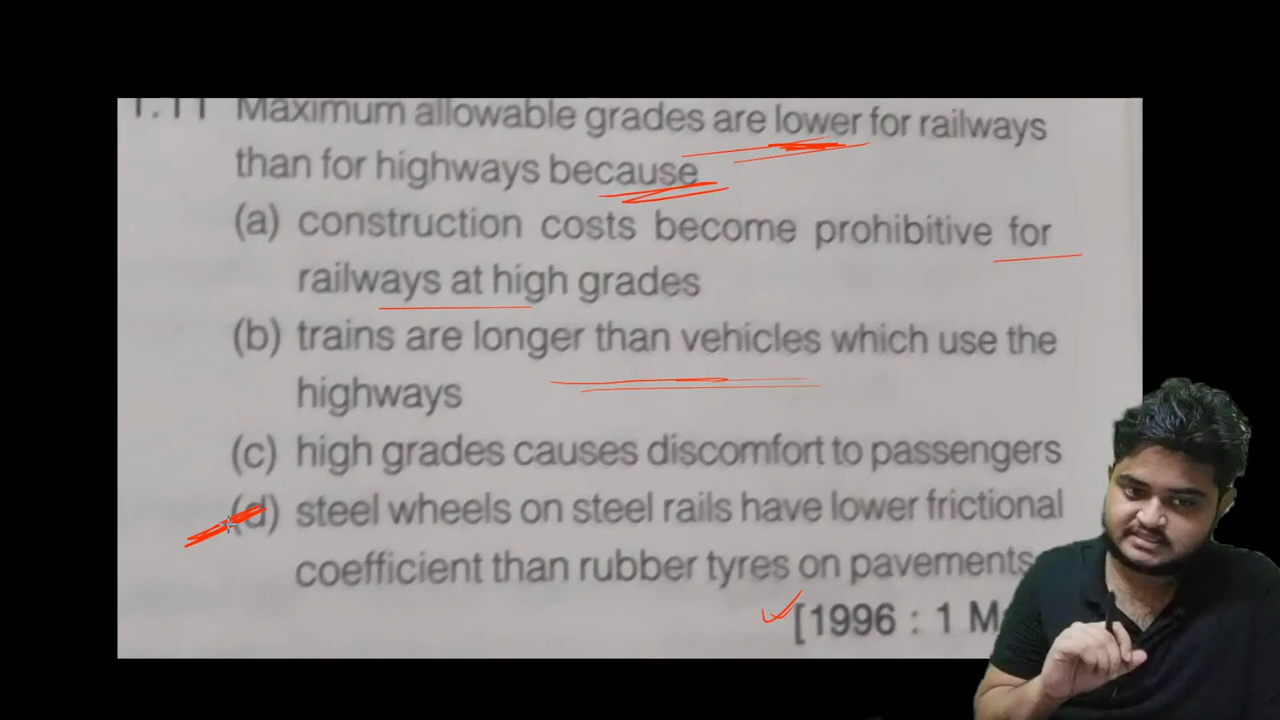 1.11 Maximum allowable grades are lower for railways
than for highways because
(a) construction costs become prohibitive for
railways at high grades
(b) trains are longer than vehicles which use the
highways
(c) high grades causes discomfort to passengers
(d) steel wheels on steel rails have lower frictional
coefficient than rubber tyres on pavements
[1996 : 1 M